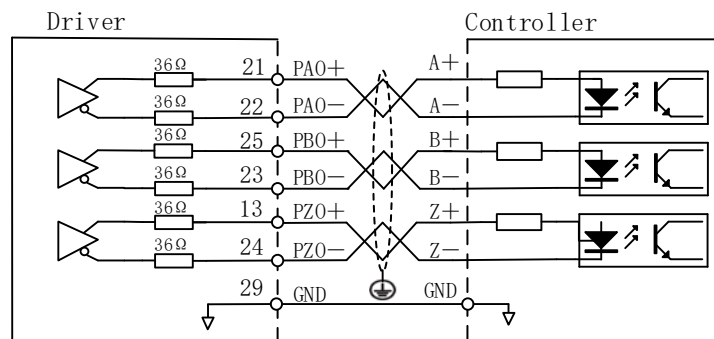 Driver Controller
36Ω 21 PAO+ A+
36Ω 22 PAO- A-
36Ω 25 PBO+ B+
36Ω 23 PBO- B-
36Ω 13 PZO+ Z+
36Ω 24 PZO- Z-
29 GND GND